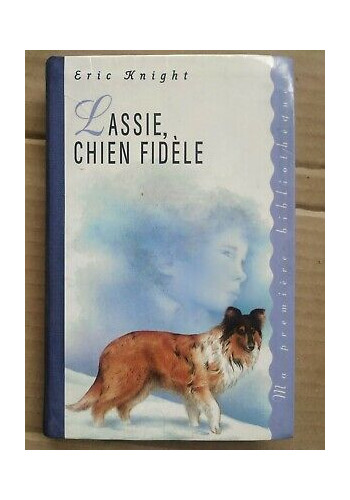 Eric Knight
LASSIE,
CHIEN FIDÈLE
Ma première bibliothèque